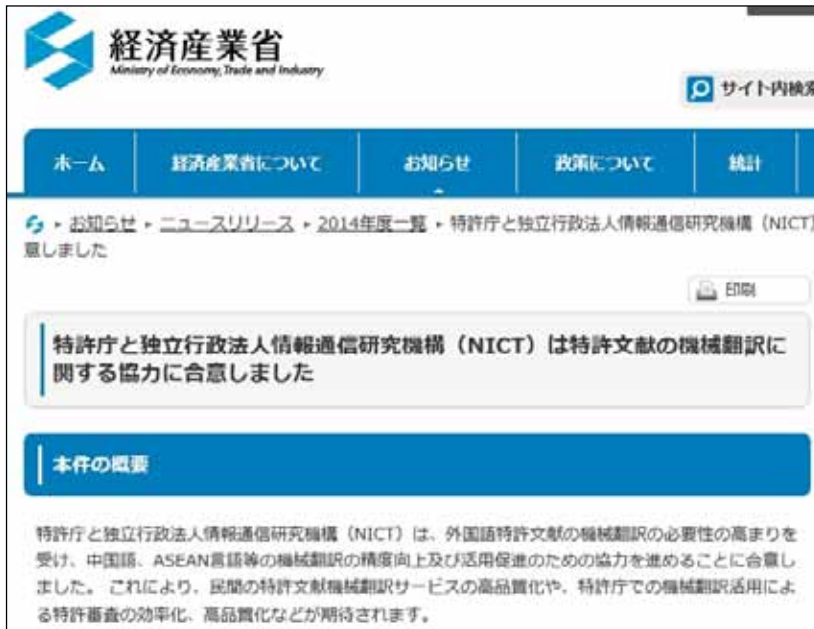 経済産業省
Ministry of Economy, Trade and Industry
サイト内検索
ホーム 経済産業省について お知らせ 政策について 統計
お知らせ ▸ ニュースリリース ▸ 2014年度一覧 ▸ 特許庁と独立行政法人情報通信研究機構（NICT）
意しました
印刷
特許庁と独立行政法人情報通信研究機構（NICT）は特許文献の機械翻訳に
関する協力に合意しました
本件の概要
特許庁と独立行政法人情報通信研究機構（NICT）は、外国語特許文献の機械翻訳の必要性の高まりを
受け、中国語、ASEAN言語等の機械翻訳の精度向上及び活用促進のための協力を進めることに合意し
ました。 これにより、民間の特許文献機械翻訳サービスの高品質化や、特許庁での機械翻訳活用によ
る特許審査の効率化、高品質化などが期待されます。